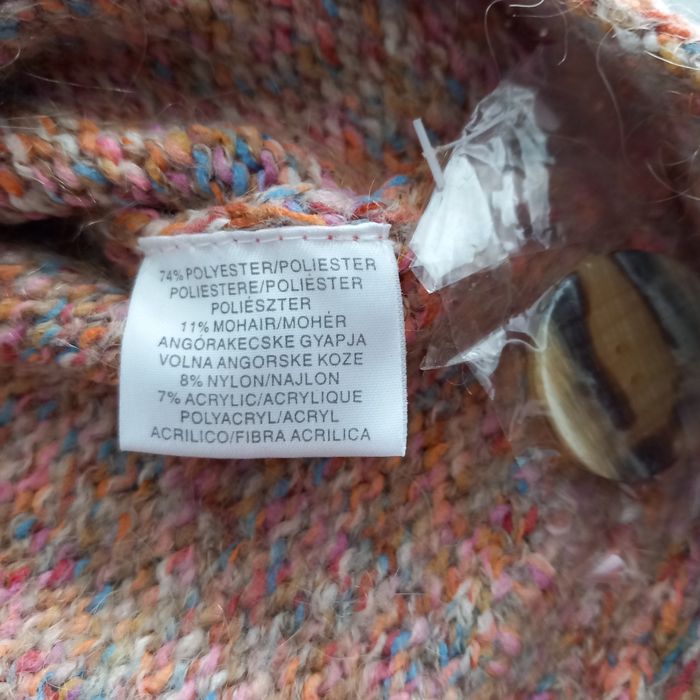 74% POLYESTER/POLIESTER
POLIESTERE/POLIÉSTER
POLIÉSZTER
11% MOHAIR/MOHÉR
ANGÓRAKECSKE GYAPJA
VOLNA ANGORSKE KOZE
8% NYLON/NAJLON
7% ACRYLIC/ACRYLIQUE
POLYACRYL/ACRYL
ACRILICO/FIBRA ACRILICA